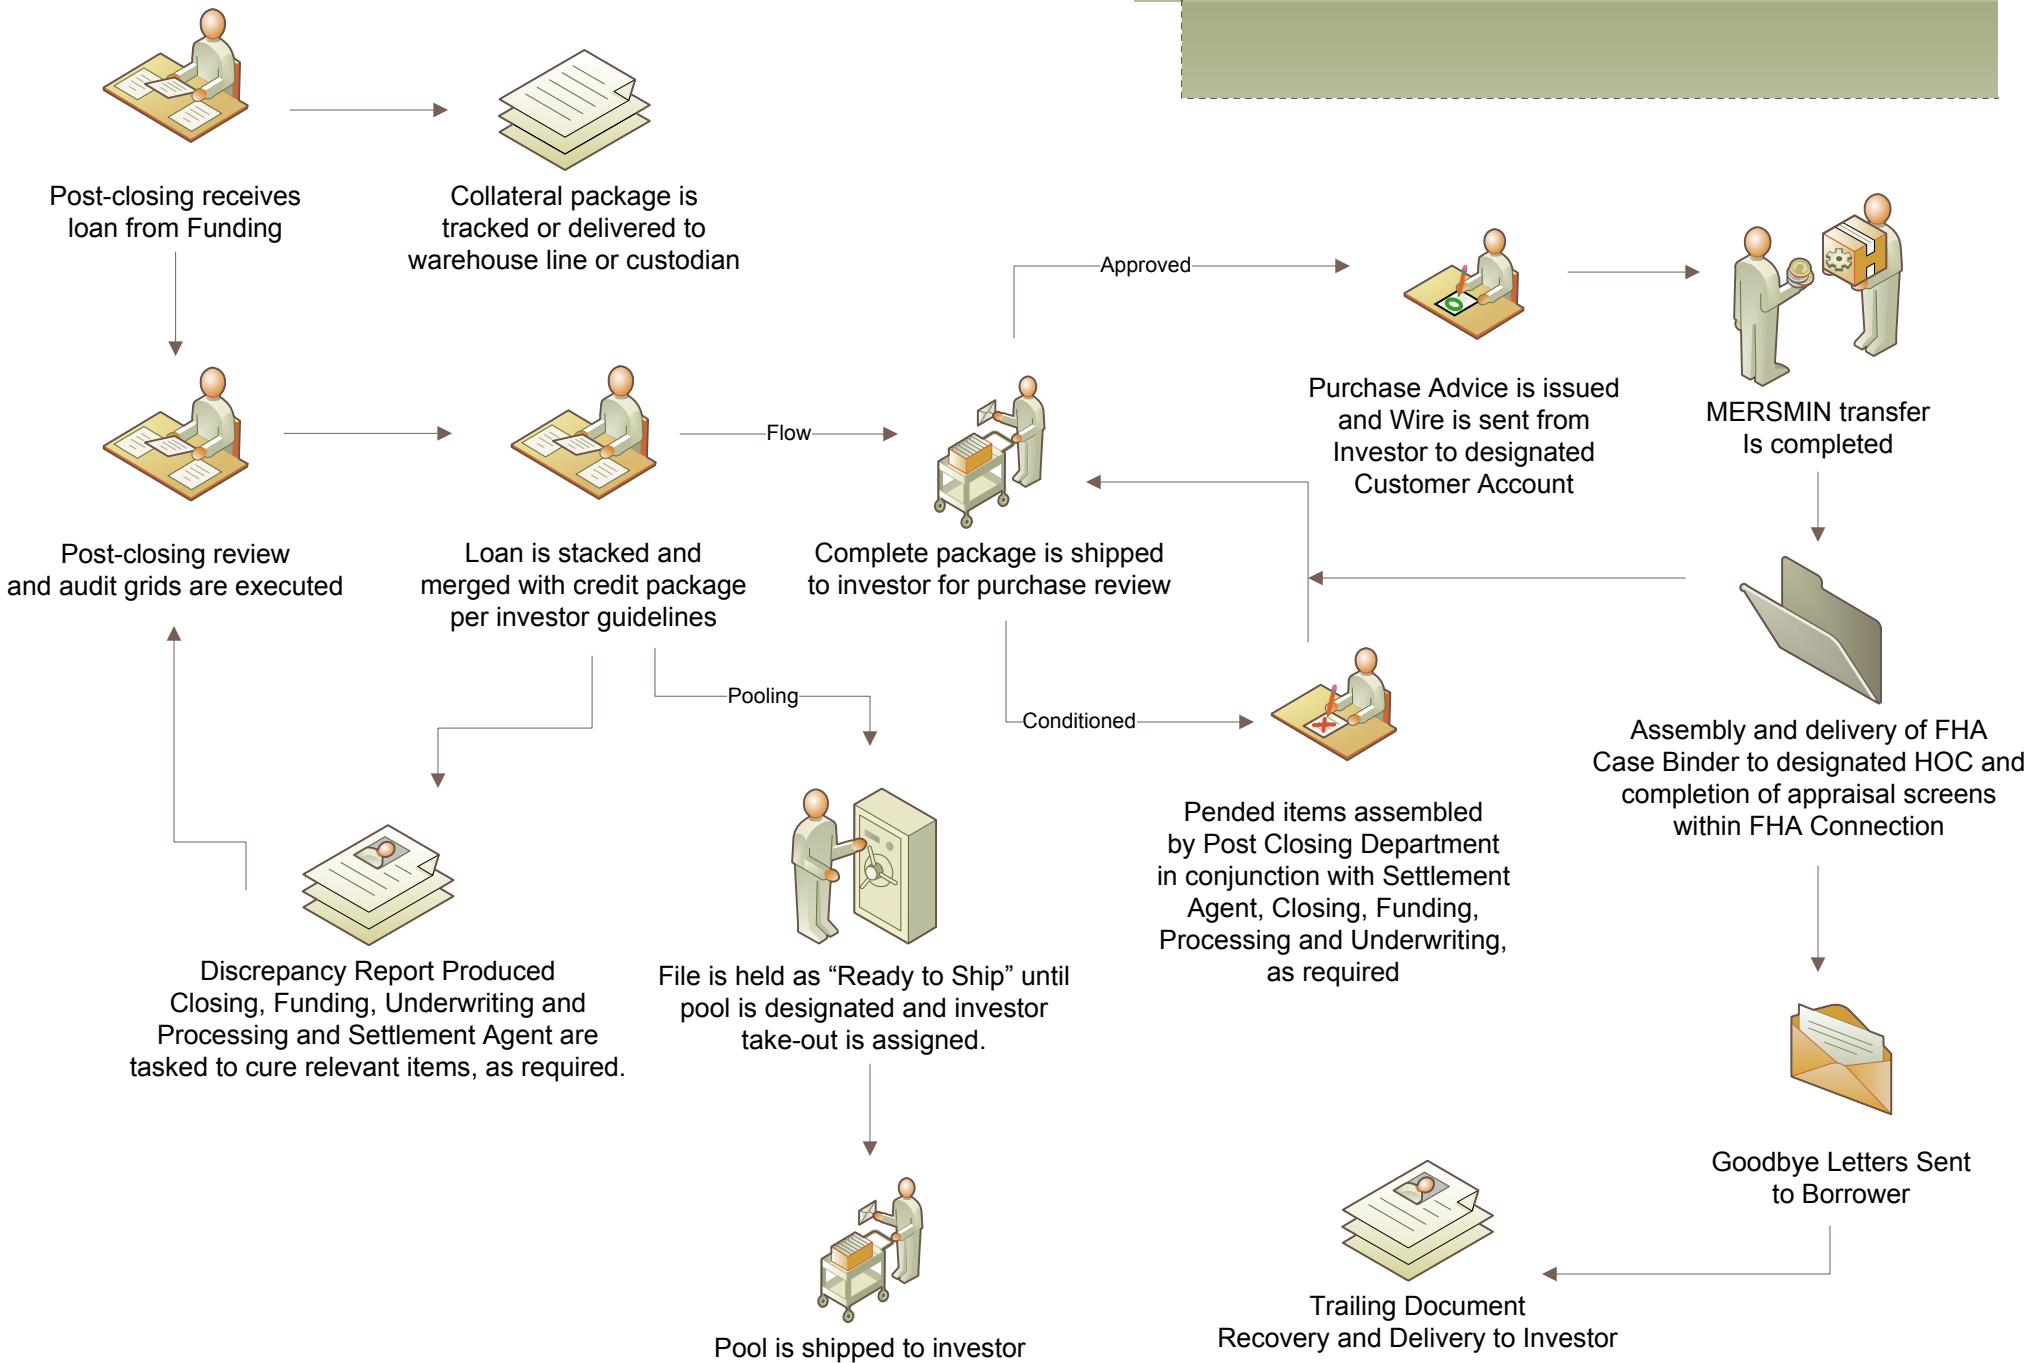 Post-closing receives
loan from Funding
Collateral package is
tracked or delivered to
warehouse line or custodian
Approved
Purchase Advice is issued
and Wire is sent from
Investor to designated
Customer Account
MERSMIN transfer
Is completed
Post-closing review
and audit grids are executed
Loan is stacked and
merged with credit package
per investor guidelines
Flow
Complete package is shipped
to investor for purchase review
Pooling
Conditioned
Pended items assembled
by Post Closing Department
in conjunction with Settlement
Agent, Closing, Funding,
Processing and Underwriting,
as required
Assembly and delivery of FHA
Case Binder to designated HOC and
completion of appraisal screens
within FHA Connection
Discrepancy Report Produced
Closing, Funding, Underwriting and
Processing and Settlement Agent are
tasked to cure relevant items, as required.
File is held as “Ready to Ship” until
pool is designated and investor
take-out is assigned.
Goodbye Letters Sent
to Borrower
Pool is shipped to investor
Trailing Document
Recovery and Delivery to Investor